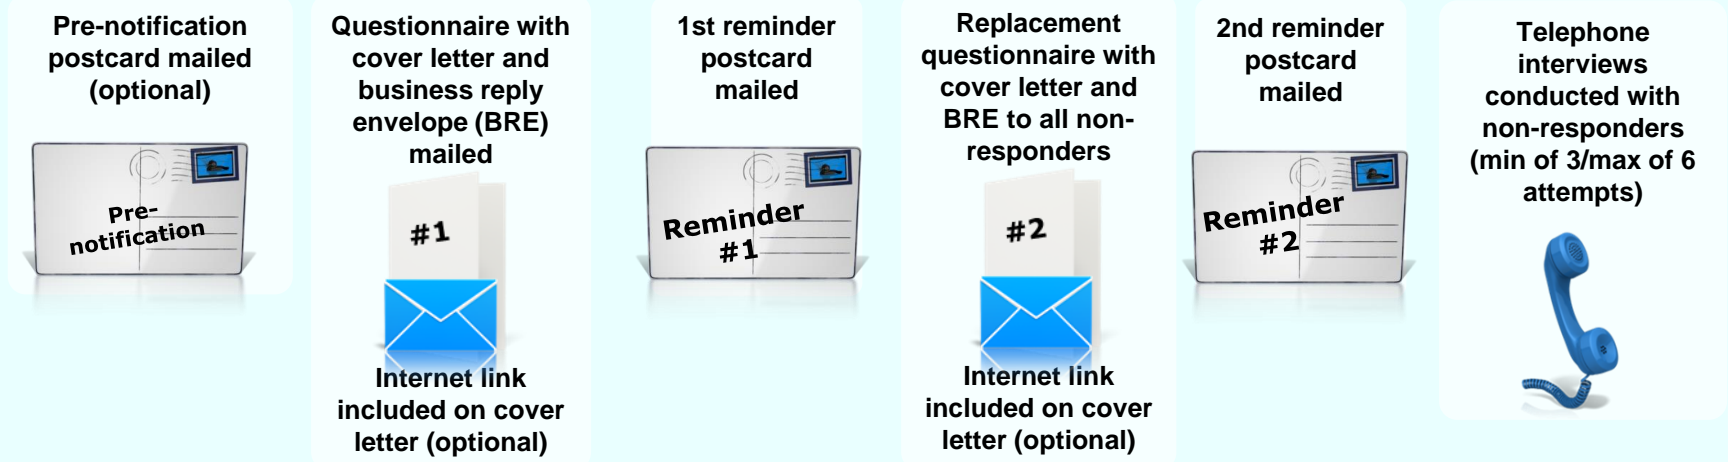 Pre-notification
postcard mailed
(optional)
Pre-
notification
Questionnaire with
cover letter and
business reply
envelope (BRE)
mailed
#1
Internet link
included on cover
letter (optional)
1st reminder
postcard
mailed
Reminder
#1
Replacement
questionnaire with
cover letter and
BRE to all non-
responders
#2
Internet link
included on cover
letter (optional)
2nd reminder
postcard
mailed
Reminder
#2
Telephone
interviews
conducted with
non-responders
(min of 3/max of 6
attempts)